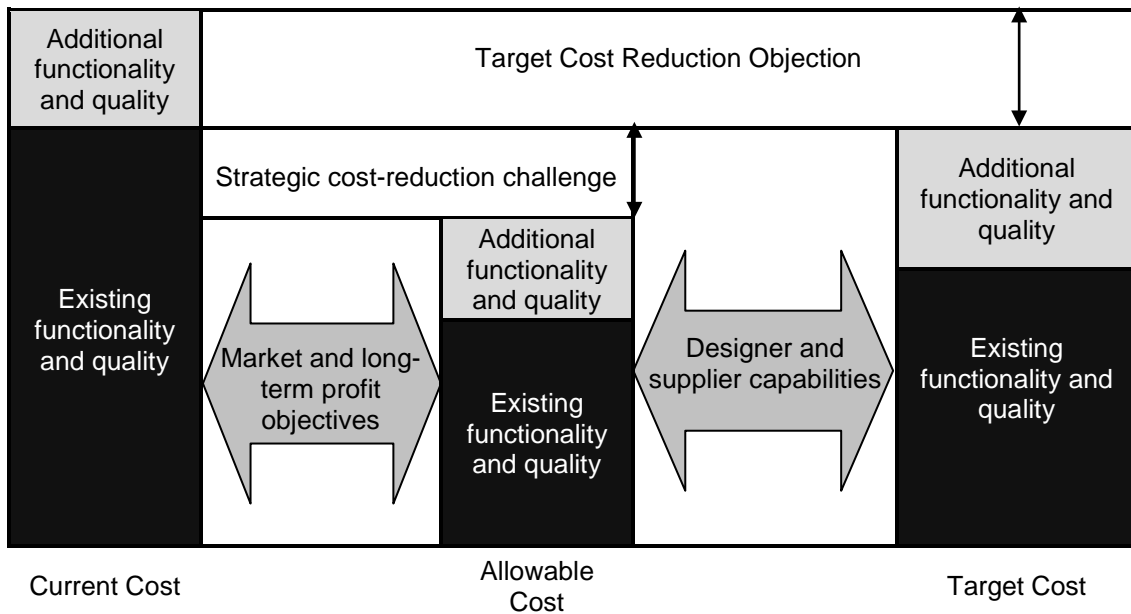 Additional
functionality
and quality
Target Cost Reduction Objection
Strategic cost-reduction challenge
Additional
functionality and
quality
Additional
functionality
and quality
Existing
functionality
and quality
Market and long-
term profit
objectives
Designer and
supplier capabilities
Existing
functionality
and quality
Existing
functionality and
quality
Current Cost
Allowable
Cost
Target Cost